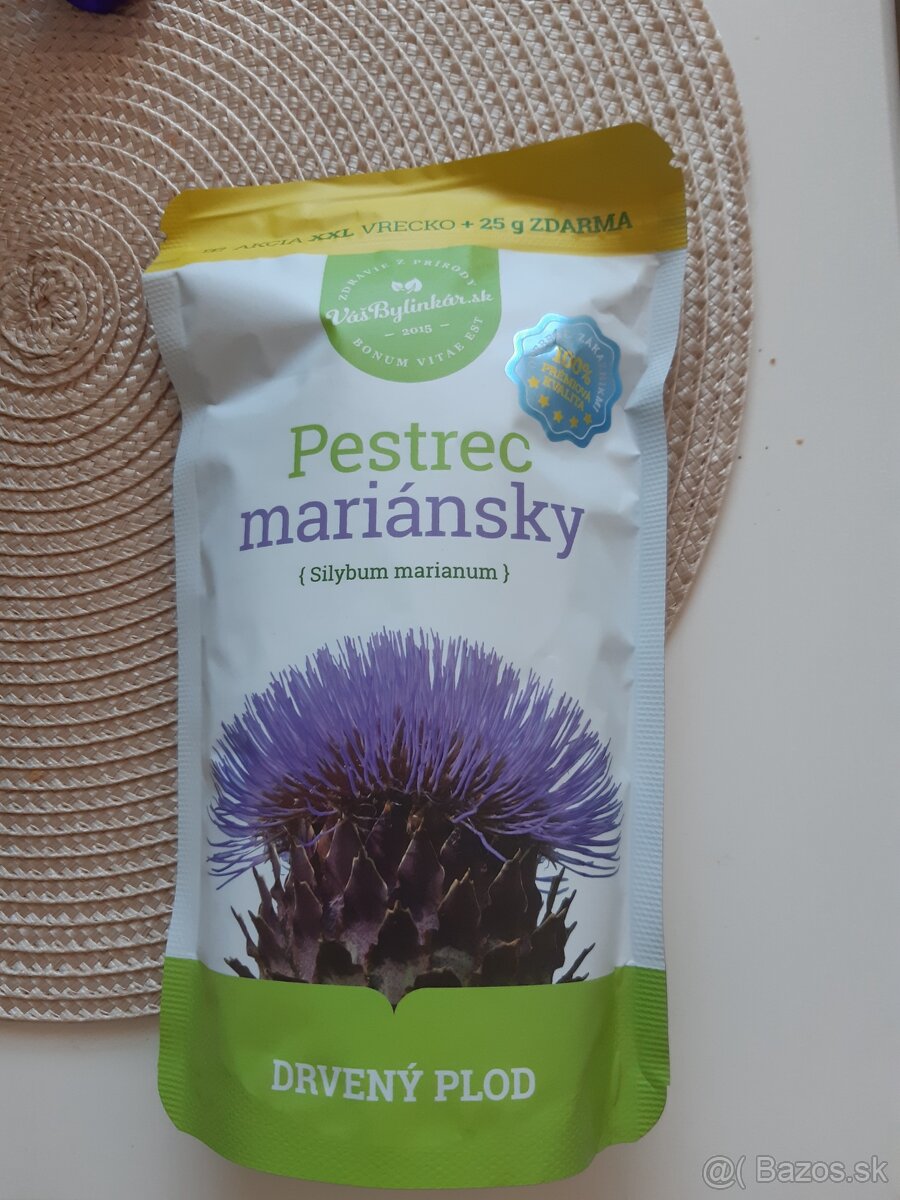 AKCIA XXL VRECKO + 25 g ZDARMA
ZDRAVIE Z PRÍRODY
VášBylinkár.sk
— 2015 —
BONUM VITAE EST
150%
PRÉMIOVÁ
KVALITA
Pestrec
mariánsky
{ Silybum marianum }
DRVENÝ PLOD
@( Bazos.sk